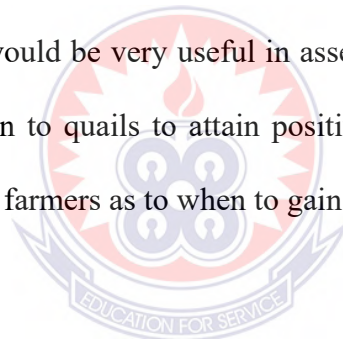 would be very useful in asse
n to quails to attain positi
farmers as to when to gain
EDUCATION FOR SERVICE